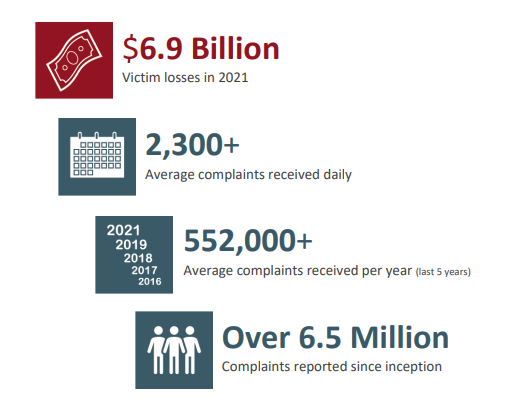 $6.9 Billion
Victim losses in 2021
2,300+
Average complaints received daily
2021
2019
2018
2017
2016
552,000+
Average complaints received per year (last 5 years)
Over 6.5 Million
Complaints reported since inception